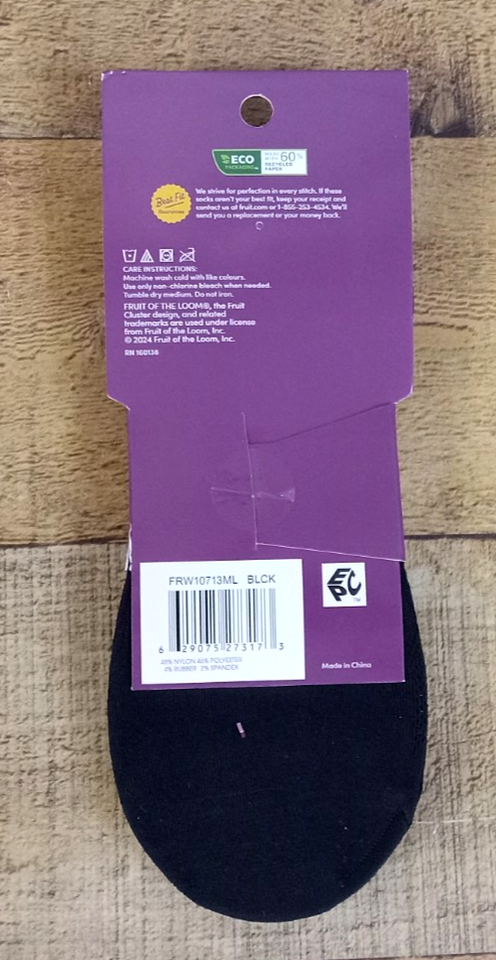 ECO
PACKAGING
MADE
WITH 60%
RECYCLED
PAPER
Best Fit
Guarantee
We strive for perfection in every stitch. If these
socks aren't your best fit, keep your receipt and
contact us at fruit.com or 1-855-253-4534. We'll
send you a replacement or your money back.
CARE INSTRUCTIONS:
Machine wash cold with like colours.
Use only non-chlorine bleach when needed.
Tumble dry medium. Do not iron.
FRUIT OF THE LOOM®, the Fruit
Cluster design, and related
trademarks are used under license
from Fruit of the Loom, Inc.
© 2024 Fruit of the Loom, Inc.
RN 160138
FRW10713ML BLCK
6 29075 27317 3
NYLON POLYESTER
4% RUBBER 2% SPANDEX
EPC
TM
Made in China